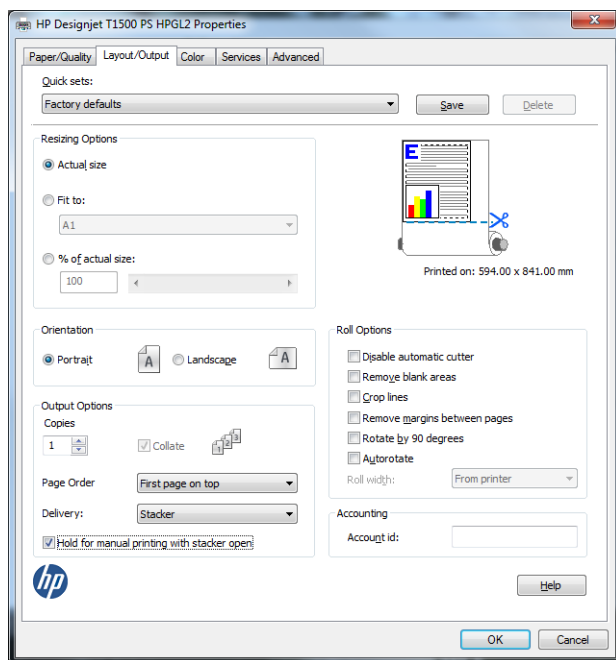 HP Designjet T1500 PS HPGL2 Properties
Paper/Quality Layout/Output Color Services Advanced
Quick sets:
Factory defaults Save Delete
Resizing Options
Actual size
Fit to:
A1
% of actual size:
100
E
Printed on: 594.00 x 841.00 mm
Orientation
Portrait A Landscape A
Output Options
Copies
1 Collate 1 2 3
Page Order First page on top
Delivery: Stacker
Hold for manual printing with stacker open
Roll Options
Disable automatic cutter
Remove blank areas
Crop lines
Remove margins between pages
Rotate by 90 degrees
Autorotate
Roll width: From printer
Accounting
Account id:
hp
Help
OK Cancel